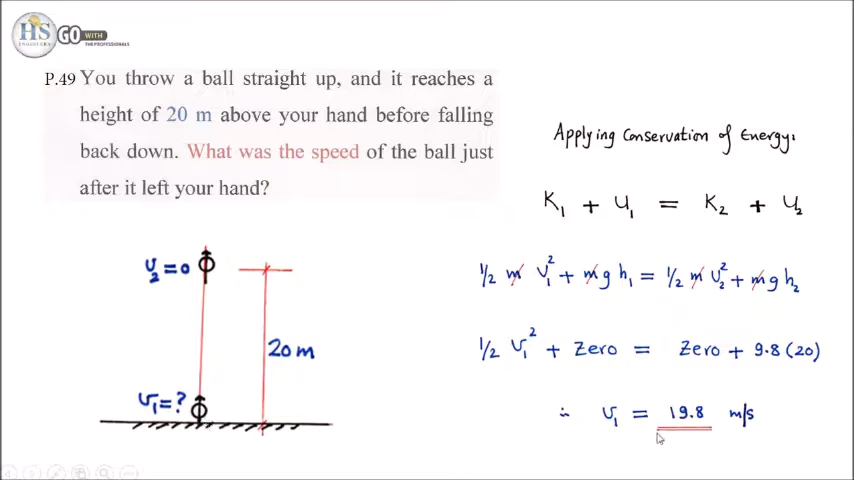 HS
ENGINEERS
GO WITH
THE PROFESSIONALS
P.49 You throw a ball straight up, and it reaches a
height of 20 m above your hand before falling
back down. What was the speed of the ball just
after it left your hand?
Applying Conservation of Energy:
K₁ + U₁ = K₂ + U₂
1/2 m v₁² + m g h₁ = 1/2 m v₂² + m g h₂
1/2 v₁² + Zero = Zero + 9.8 (20)
∴ v₁ = 19.8 m/s
v₂ = 0
20 m
v₁ = ?